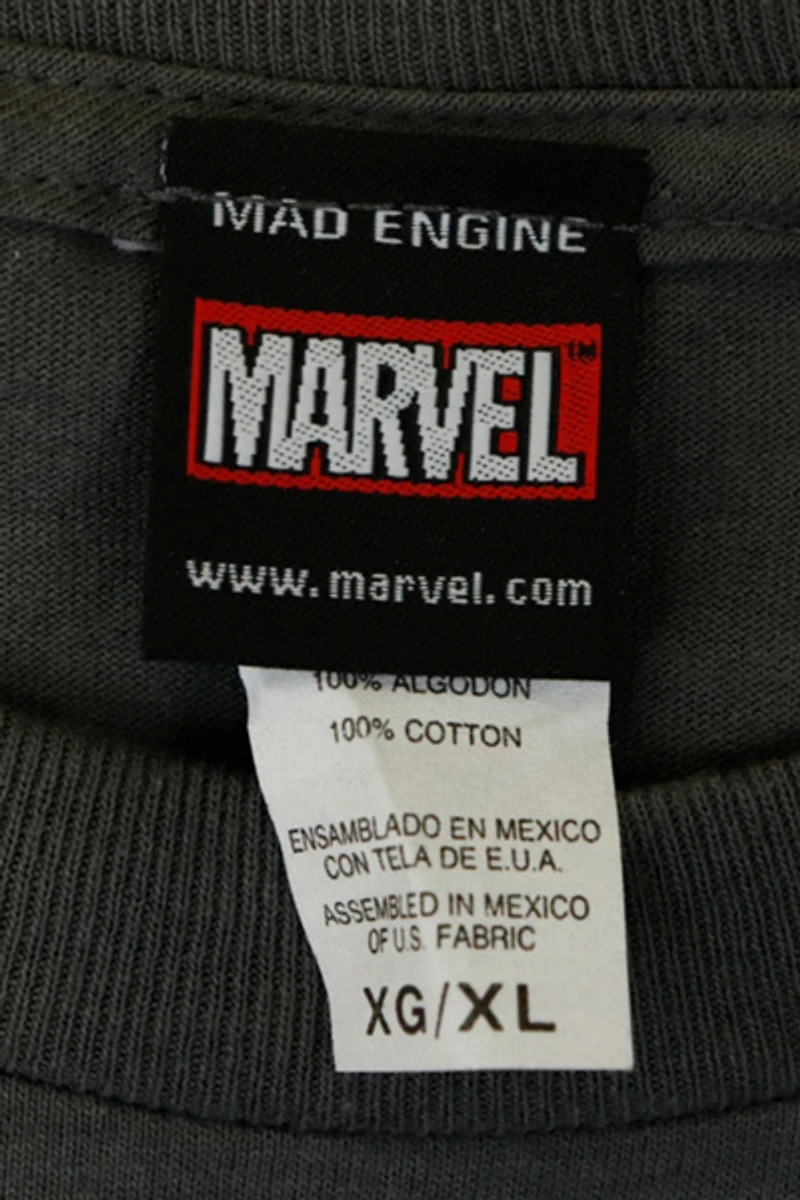 MAD ENGINE
MARVEL™
www.marvel.com
100% ALGODON
100% COTTON
ENSAMBLADO EN MEXICO
CON TELA DE E.U.A.
ASSEMBLED IN MEXICO
OF U.S. FABRIC
XG/XL